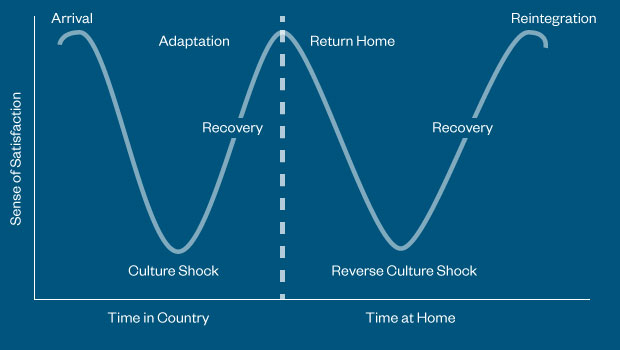 Arrival
Reintegration
Adaptation
Return Home
Recovery
Recovery
Sense of Satisfaction
Culture Shock
Reverse Culture Shock
Time in Country
Time at Home